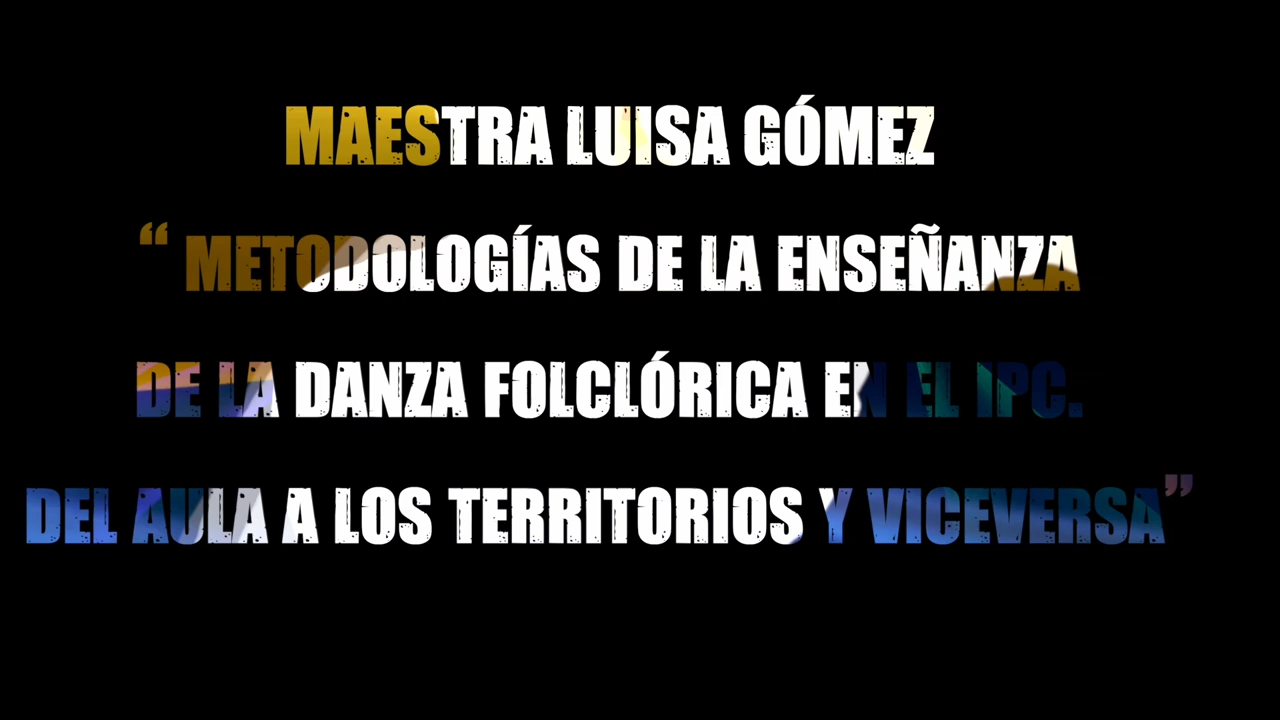 MAESTRA LUISA GÓMEZ
“ METODOLOGÍAS DE LA ENSEÑANZA
DE LA DANZA FOLCLÓRICA EN EL IPC.
DEL AULA A LOS TERRITORIOS Y VICEVERSA”